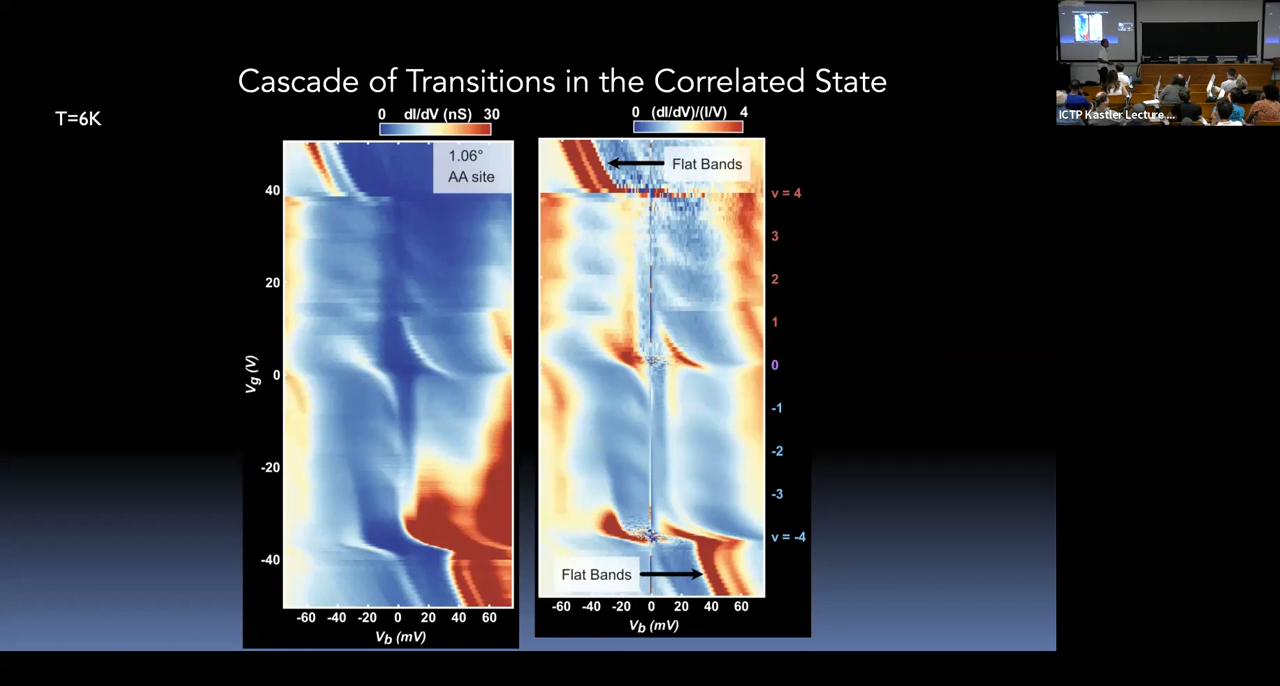 Cascade of Transitions in the Correlated State
T=6K
0 dI/dV (nS) 30
0 (dI/dV)/(I/V) 4
1.06°
AA site
Flat Bands
40
20
0
-20
-40
Vg (V)
-60 -40 -20 0 20 40 60
Vb (mV)
ν = 4
3
2
1
0
-1
-2
-3
ν = -4
Flat Bands
-60 -40 -20 0 20 40 60
Vb (mV)
ICTP Kastler Lecture ...